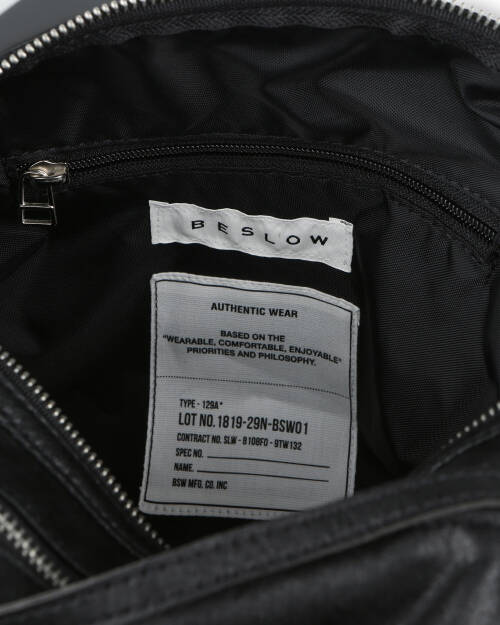 BESLOW
AUTHENTIC WEAR
BASED ON THE
"WEARABLE, COMFORTABLE, ENJOYABLE"
PRIORITIES AND PHILOSOPHY.
TYPE - 129A*
LOT NO. 1819-29N-BSW01
CONTRACT NO. SLW - B108FO - 9TW132
SPEC NO.
NAME.
BSW MFG. CO. INC